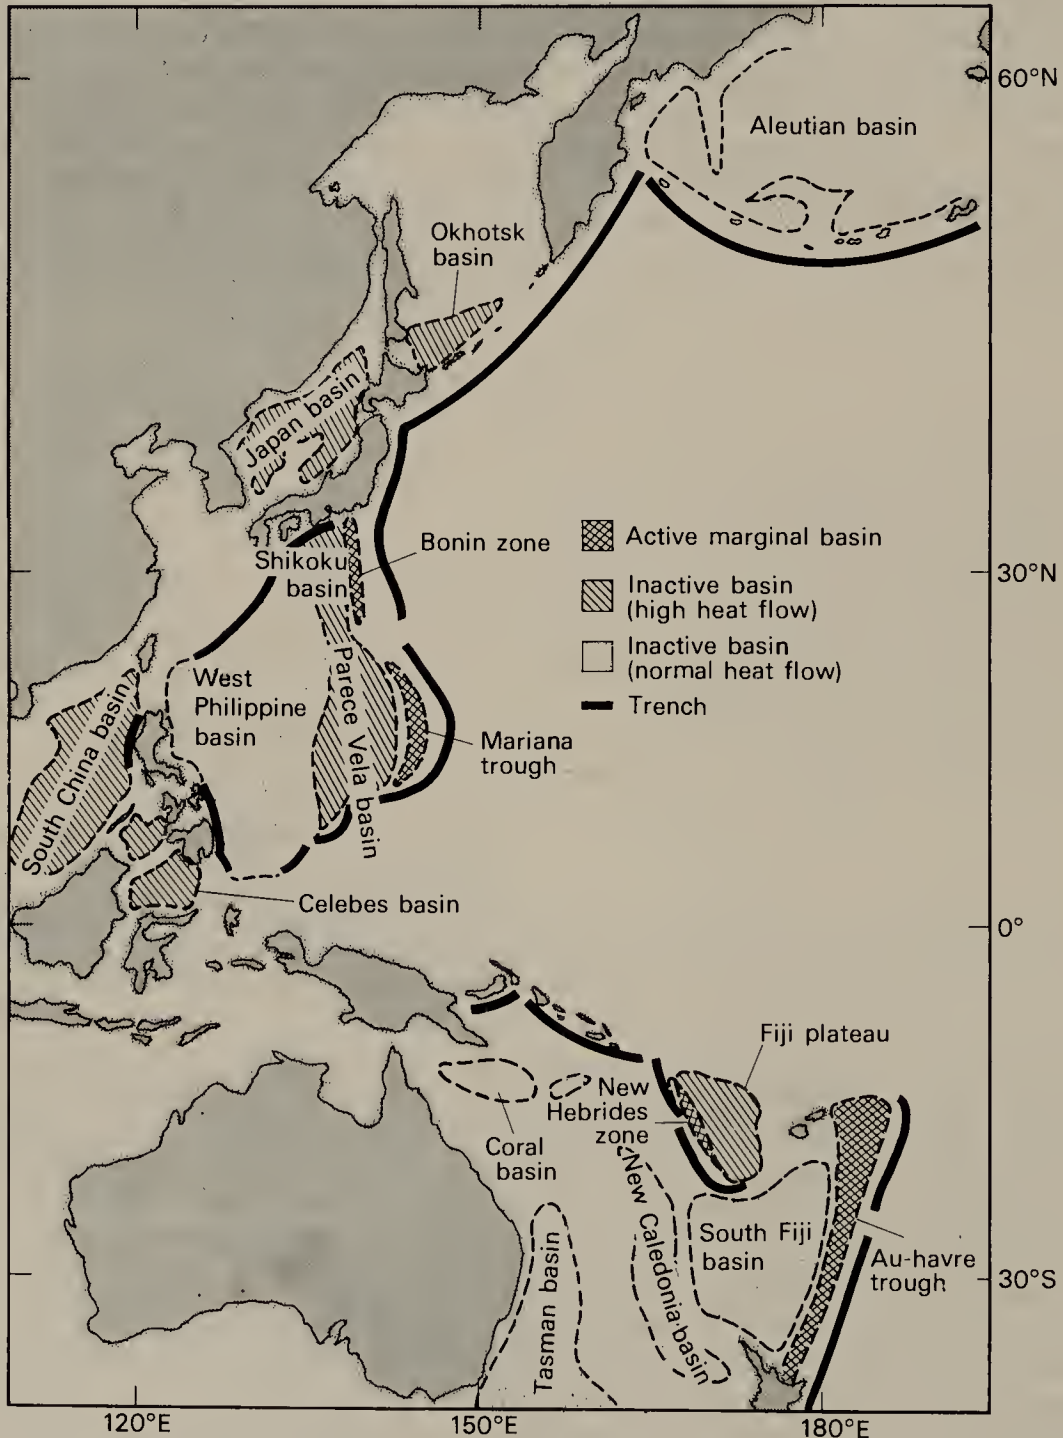 60°N
Aleutian basin
Okhotsk
basin
Japan basin
Bonin zone
Shikoku
basin
Active marginal basin
30°N
Inactive basin
(high heat flow)
Inactive basin
(normal heat flow)
Trench
West
Philippine
basin
Parece Vela basin
Mariana
trough
South China basin
Celebes basin
0°
Fiji plateau
New
Hebrides
zone
Coral
basin
New Caledonia basin
South Fiji
basin
Au-havre
trough
Tasman basin
30°S
120°E
150°E
180°E